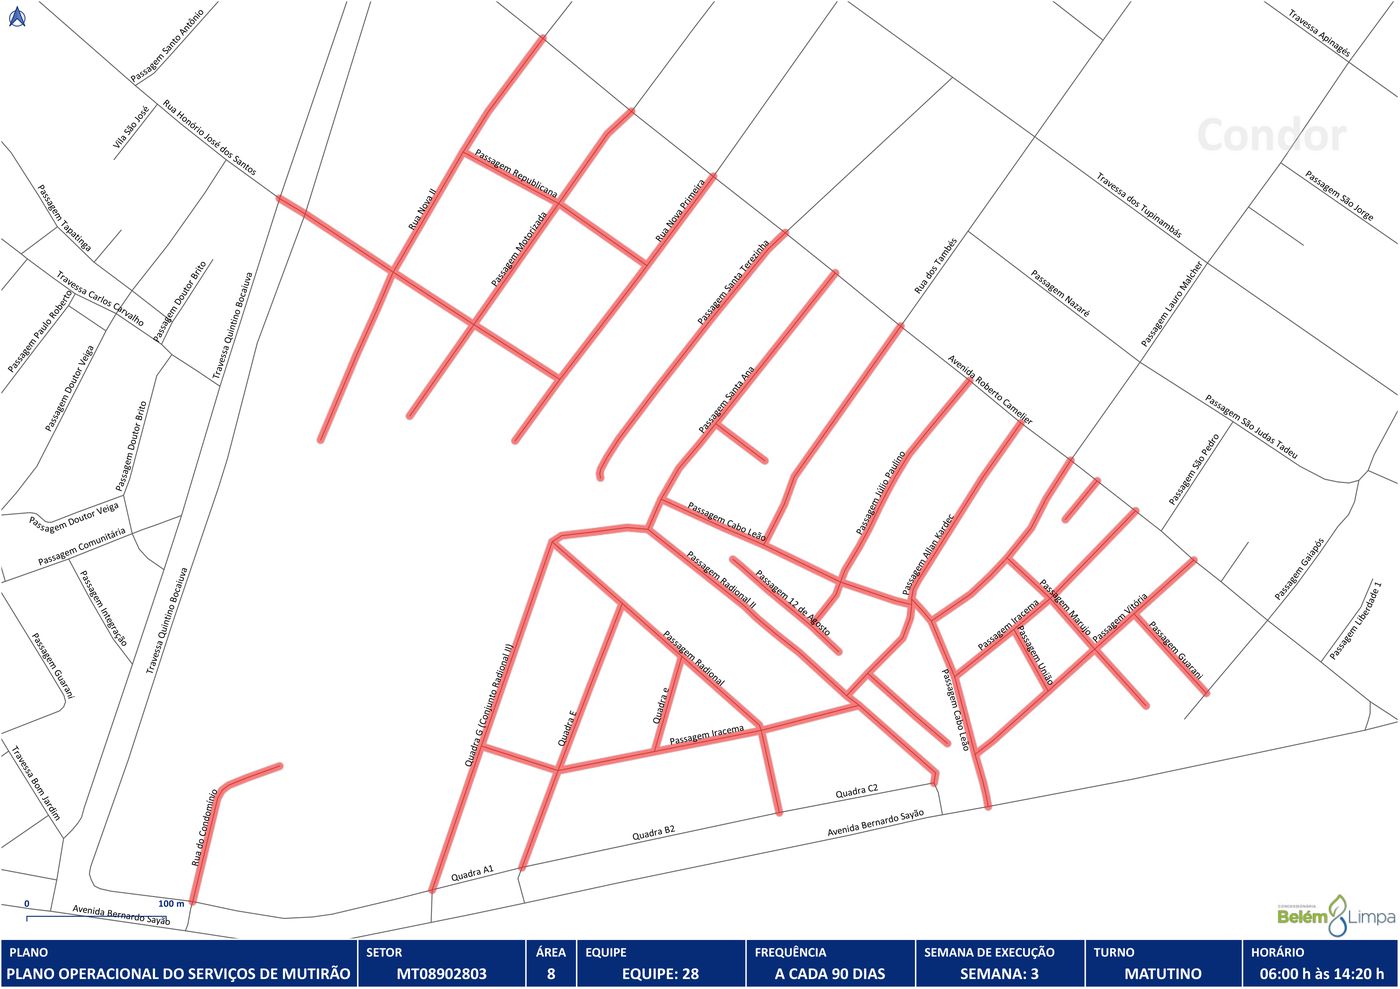 Travessa Apinagés
Passagem Santo Antônio
Condor
Rua Honório José dos Santos
Vila São José
Passagem Republicana
Passagem São Jorge
Travessa dos Tupinambás
Passagem Tapatinga
Rua Nova II
Rua Nova Primeira
Passagem Motorizada
Passagem Santa Terezinha
Rua dos Tambés
Passagem Nazaré
Passagem Lauro Malcher
Travessa Carlos Carvalho
Passagem Doutor Brito
Passagem Paulo Roberto
Travessa Quintino Bocaiuva
Passagem Doutor Veiga
Passagem Santa Ana
Avenida Roberto Camelier
Passagem São Judas Tadeu
Passagem Doutor Brito
Passagem São Pedro
Passagem Júlio Paulino
Passagem Doutor Veiga
Passagem Cabo Leão
Passagem Allan Kardec
Passagem Comunitária
Passagem Galapós
Passagem Integração
Passagem Radional II
Passagem 12 de Agosto
Passagem Marujo
Passagem Vitória
Passagem Iracema
Passagem Liberdade 1
Travessa Quintino Bocaiuva
Passagem Guarani
Passagem União
Passagem Guarani
Passagem Radional
Quadra G (Conjunto Radional II)
Quadra E
Quadra e
Passagem Iracema
Passagem Cabo Leão
Travessa Bom Jardim
Rua do Condomínio
Quadra C2
Quadra B2
Avenida Bernardo Sayão
Quadra A1
0 100 m
Avenida Bernardo Sayão
CONCESSIONÁRIA
Belém Limpa
PLANO
PLANO OPERACIONAL DO SERVIÇOS DE MUTIRÃO
SETOR
MT08902803
ÁREA
8
EQUIPE
EQUIPE: 28
FREQUÊNCIA
A CADA 90 DIAS
SEMANA DE EXECUÇÃO
SEMANA: 3
TURNO
MATUTINO
HORÁRIO
06:00 h às 14:20 h